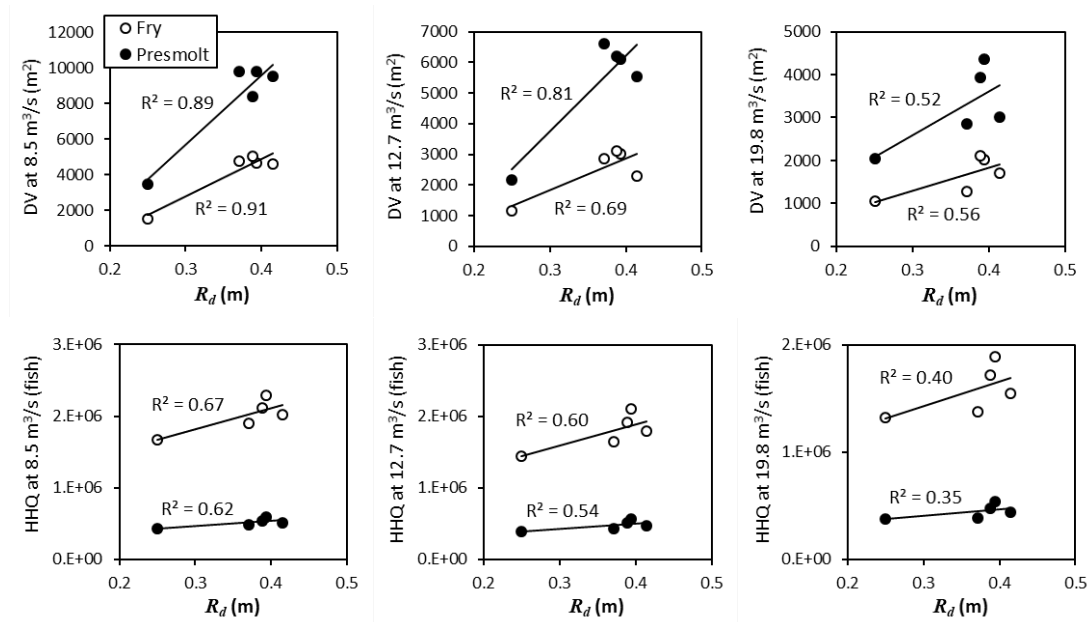 Fry
Presmolt
DV at 8.5 m³/s (m²)
12000
10000
8000
6000
4000
2000
0
R² = 0.89
R² = 0.91
0.2 0.3 0.4 0.5
R_d (m)
DV at 12.7 m³/s (m²)
7000
6000
5000
4000
3000
2000
1000
0
R² = 0.81
R² = 0.69
0.2 0.3 0.4 0.5
R_d (m)
DV at 19.8 m³/s (m²)
5000
4000
3000
2000
1000
0
R² = 0.52
R² = 0.56
0.2 0.3 0.4 0.5
R_d (m)
HHQ at 8.5 m³/s (fish)
3.E+06
2.E+06
1.E+06
0.E+00
R² = 0.67
R² = 0.62
0.2 0.3 0.4 0.5
R_d (m)
HHQ at 12.7 m³/s (fish)
3.E+06
2.E+06
1.E+06
0.E+00
R² = 0.60
R² = 0.54
0.2 0.3 0.4 0.5
R_d (m)
HHQ at 19.8 m³/s (fish)
2.E+06
1.E+06
0.E+00
R² = 0.40
R² = 0.35
0.2 0.3 0.4 0.5
R_d (m)